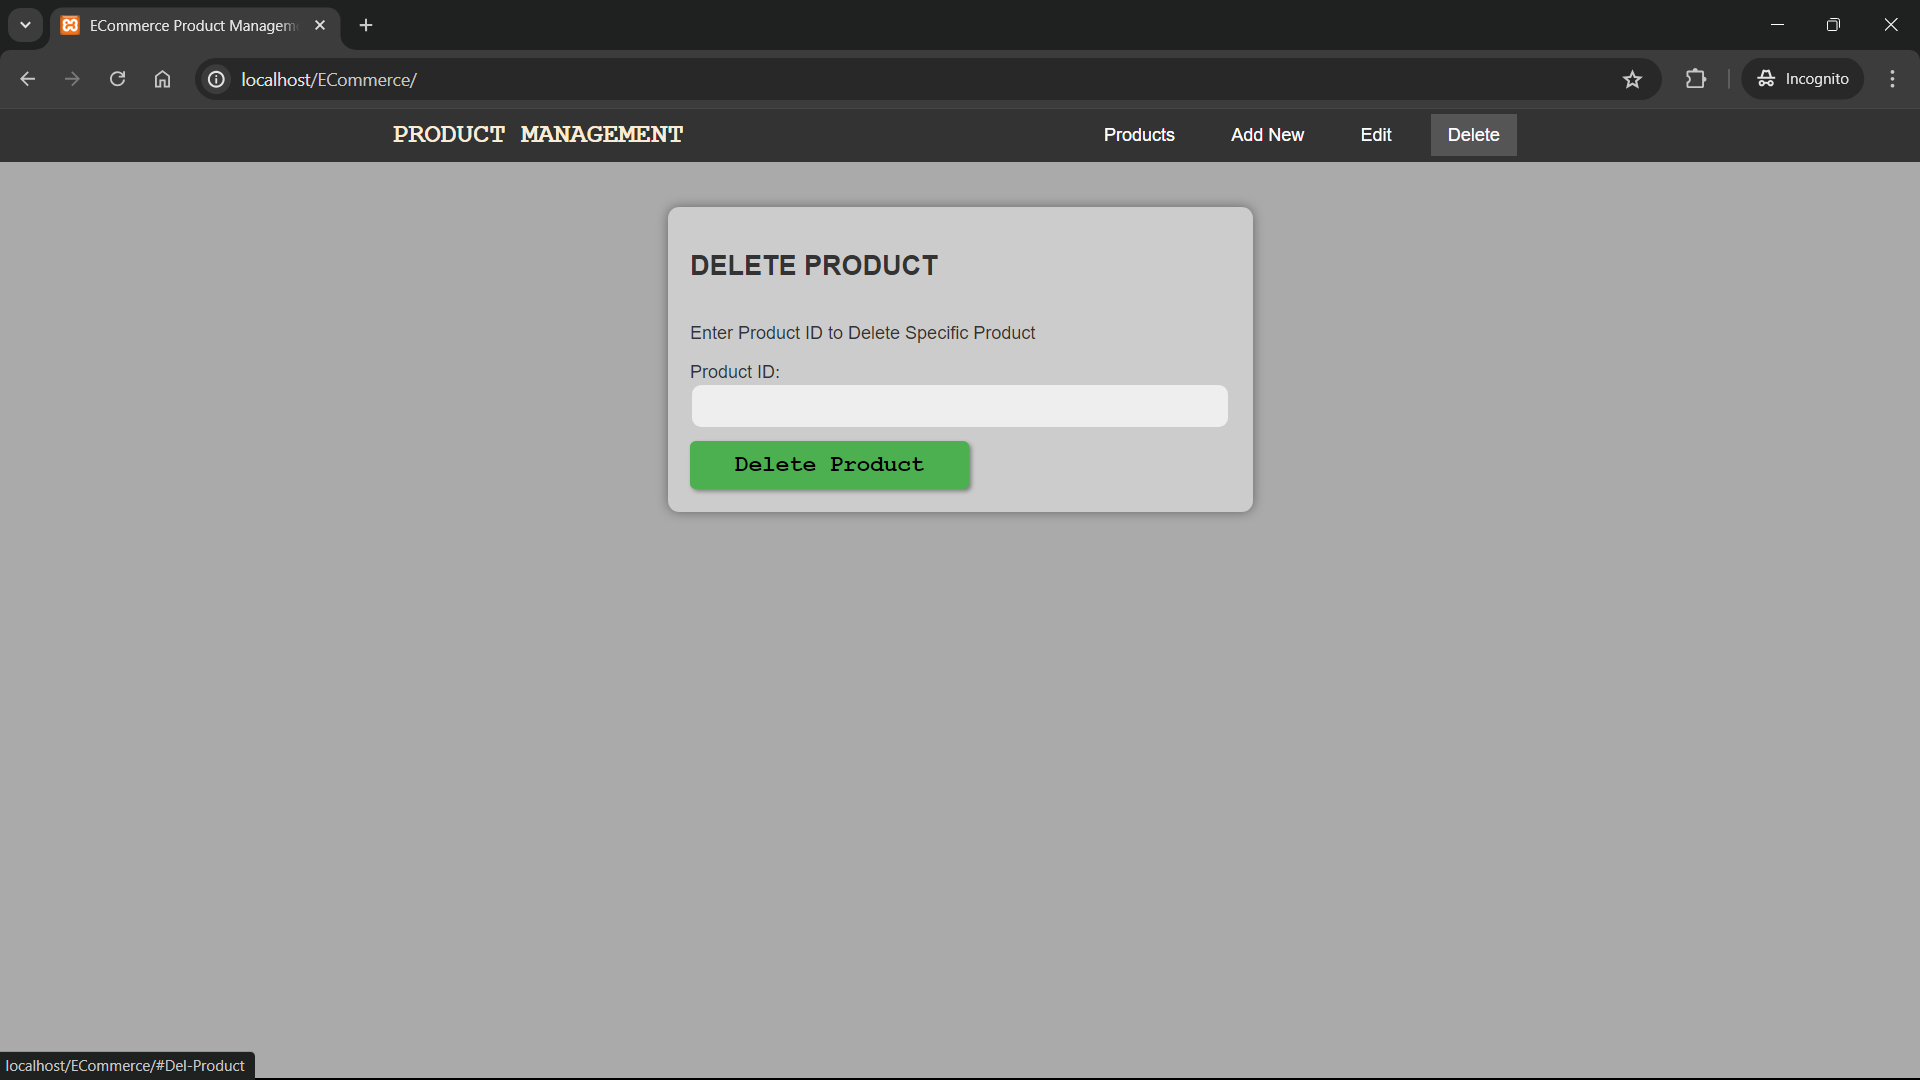 ECommerce Product Managem
localhost/ECommerce/
Incognito
PRODUCT MANAGEMENT
Products
Add New
Edit
Delete
DELETE PRODUCT
Enter Product ID to Delete Specific Product
Product ID:
Delete Product
localhost/ECommerce/#Del-Product